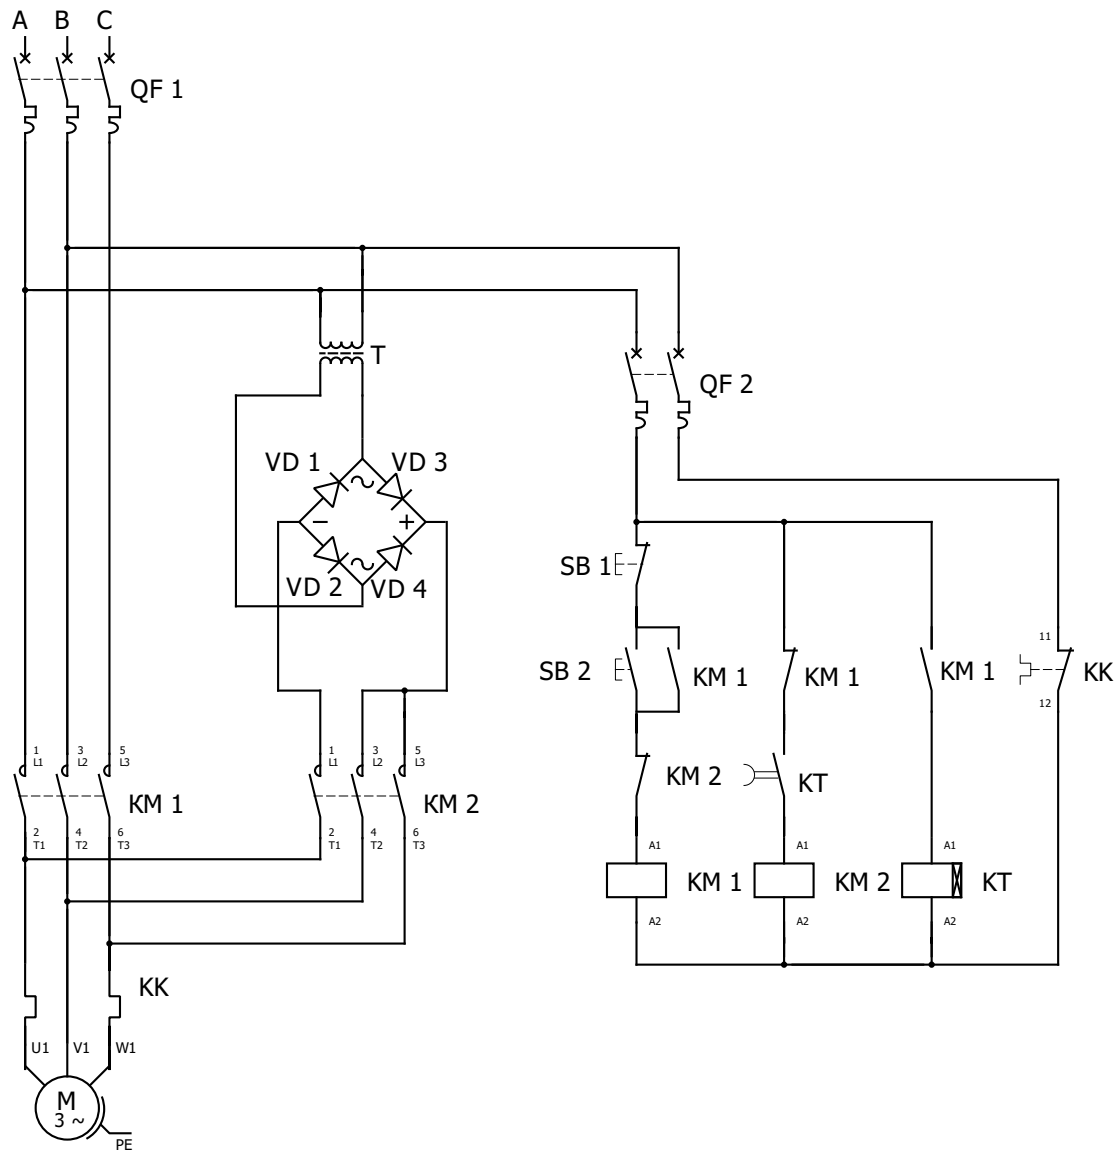 A B C
QF 1
T
QF 2
VD 1 VD 3
− +
VD 2 VD 4
SB 1
11
SB 2 KM 1 KM 1 KM 1 KK
12
1 3 5 1 3 5
L1 L2 L3 L1 L2 L3
KM 2 KT
KM 1 KM 2
2 4 6 2 4 6
T1 T2 T3 T1 T2 T3
A1 A1 A1
KM 1 KM 2 KT
A2 A2 A2
KK
U1 V1 W1
M
3 ~
PE